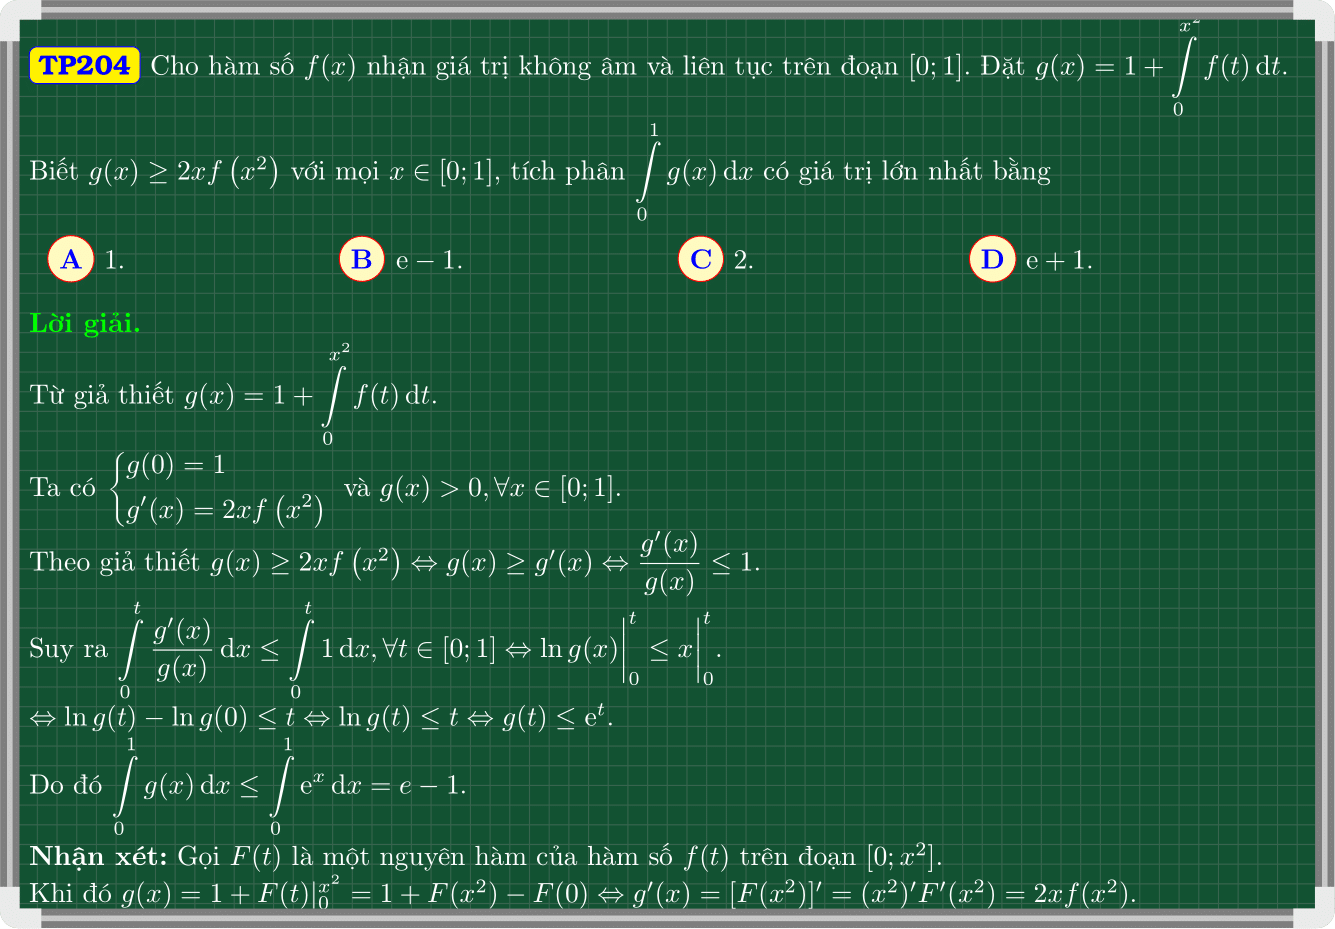 TP204 Cho hàm số $f(x)$ nhận giá trị không âm và liên tục trên đoạn $[0;1]$. Đặt $g(x) = 1 + \int\limits_0^{x^2} f(t)\,\mathrm{d}t$.
Biết $g(x) \geq 2xf\left(x^2\right)$ với mọi $x \in [0;1]$, tích phân $\int\limits_0^1 g(x)\,\mathrm{d}x$ có giá trị lớn nhất bằng
A 1. B $\mathrm{e} - 1$. C 2. D $\mathrm{e} + 1$.
Lời giải.
Từ giả thiết $g(x) = 1 + \int\limits_0^{x^2} f(t)\,\mathrm{d}t$.
Ta có $\begin{cases} g(0) = 1 \\ g'(x) = 2xf\left(x^2\right) \end{cases}$ và $g(x) > 0, \forall x \in [0;1]$.
Theo giả thiết $g(x) \geq 2xf\left(x^2\right) \Leftrightarrow g(x) \geq g'(x) \Leftrightarrow \dfrac{g'(x)}{g(x)} \leq 1$.
Suy ra $\int\limits_0^t \dfrac{g'(x)}{g(x)}\,\mathrm{d}x \leq \int\limits_0^t 1\,\mathrm{d}x, \forall t \in [0;1] \Leftrightarrow \ln g(x)\Big|_0^t \leq x\Big|_0^t$.
$\Leftrightarrow \ln g(t) - \ln g(0) \leq t \Leftrightarrow \ln g(t) \leq t \Leftrightarrow g(t) \leq \mathrm{e}^t$.
Do đó $\int\limits_0^1 g(x)\,\mathrm{d}x \leq \int\limits_0^1 \mathrm{e}^x\,\mathrm{d}x = e - 1$.
Nhận xét: Gọi $F(t)$ là một nguyên hàm của hàm số $f(t)$ trên đoạn $[0;x^2]$.
Khi đó $g(x) = 1 + F(t)|_0^{x^2} = 1 + F(x^2) - F(0) \Leftrightarrow g'(x) = [F(x^2)]' = (x^2)'F'(x^2) = 2xf(x^2)$.